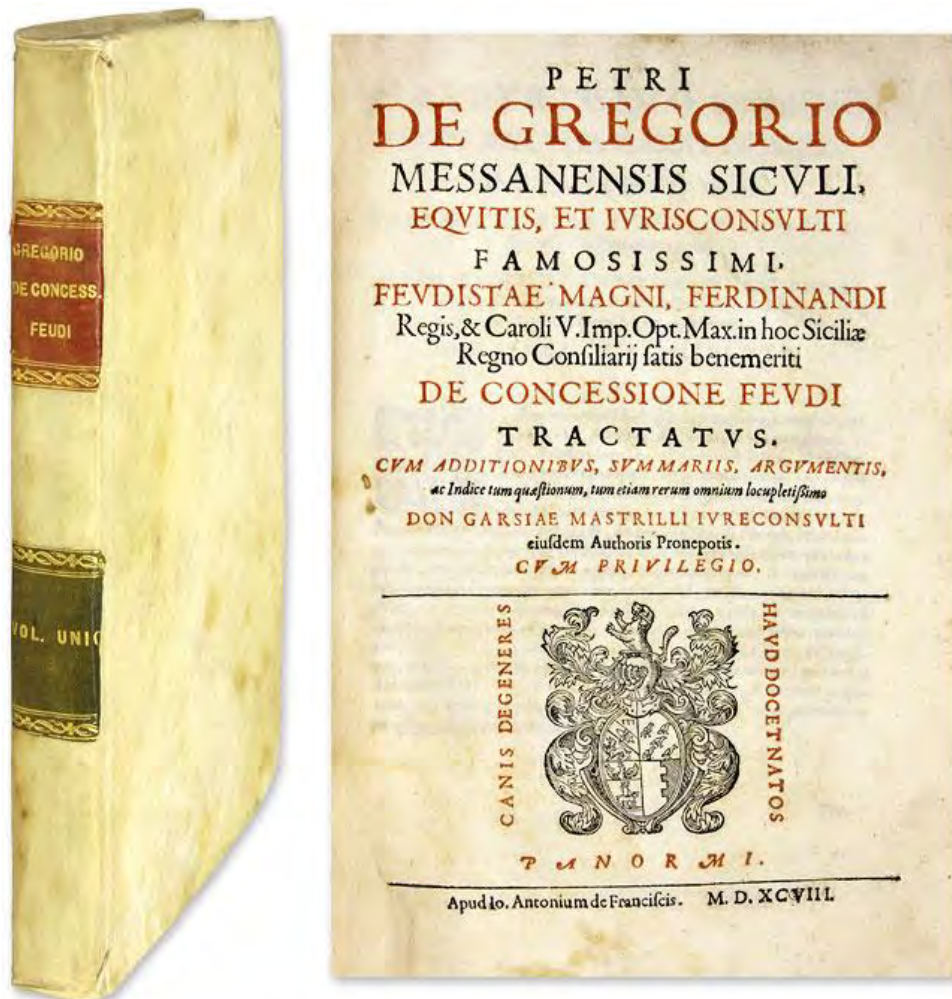 GREGORIO
DE CONCESS.
FEUDI
VOL. UNIC
PETRI
DE GREGORIO
MESSANENSIS SICVLI,
EQVITIS, ET IVRISCONSVLTI
FAMOSISSIMI.
FEVDISTAE MAGNI, FERDINANDI
Regis, & Caroli V. Imp. Opt. Max. in hoc Siciliæ
Regno Conſiliarij ſatis benemeriti
DE CONCESSIONE FEVDI
TRACTATVS.
CVM ADDITIONIBVS, SVMMARIIS, ARGVMENTIS,
ac Indice tum quæſtionum, tum etiam rerum omnium locupletiſſimo
DON GARSIAE MASTRILLI IVRECONSVLTI
eiuſdem Authoris Pronepotis.
CVM PRIVILEGIO.
CANIS DEGENERES
HAVD DOCET NATOS
PANORMI.
Apud Io. Antonium de Franciſcis. M. D. XCVIII.